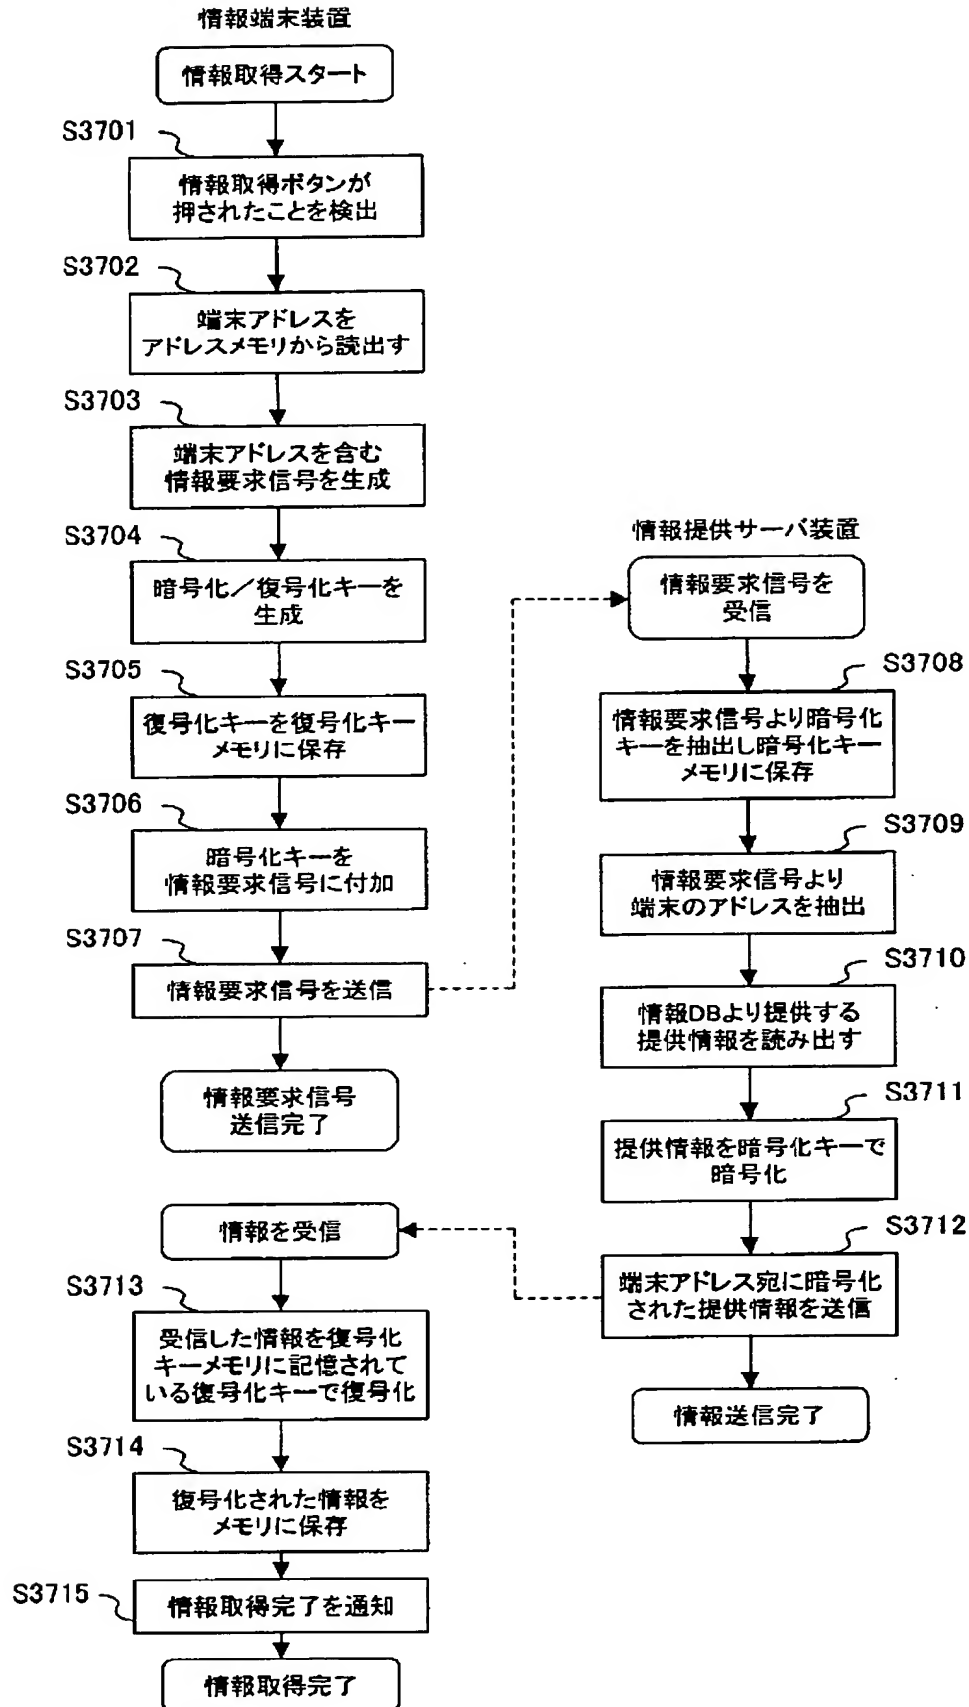 情報端末装置
情報取得スタート
S3701
情報取得ボタンが
押されたことを検出
S3702
端末アドレスを
アドレスメモリから読出す
S3703
端末アドレスを含む
情報要求信号を生成
S3704
暗号化／復号化キーを
生成
S3705
復号化キーを復号化キー
メモリに保存
S3706
暗号化キーを
情報要求信号に付加
S3707
情報要求信号を送信
情報要求信号
送信完了
情報提供サーバ装置
情報要求信号を
受信
S3708
情報要求信号より暗号化
キーを抽出し暗号化キー
メモリに保存
S3709
情報要求信号より
端末のアドレスを抽出
S3710
情報DBより提供する
提供情報を読み出す
S3711
提供情報を暗号化キーで
暗号化
S3712
端末アドレス宛に暗号化
された提供情報を送信
情報送信完了
情報を受信
S3713
受信した情報を復号化
キーメモリに記憶されて
いる復号化キーで復号化
S3714
復号化された情報を
メモリに保存
S3715
情報取得完了を通知
情報取得完了